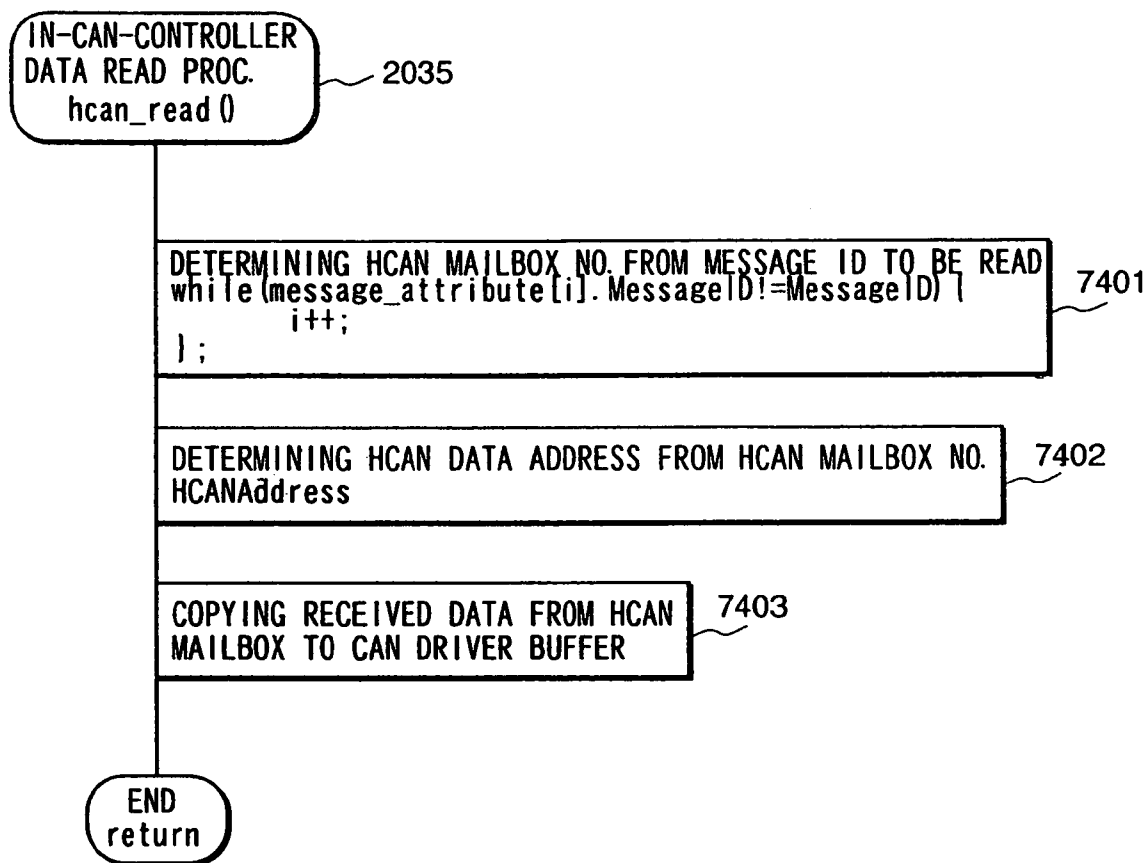 IN-CAN-CONTROLLER
DATA READ PROC.
hcan_read()
2035
DETERMINING HCAN MAILBOX NO. FROM MESSAGE ID TO BE READ
while(message_attribute[i].MessageID!=MessageID) {
i++;
};
7401
DETERMINING HCAN DATA ADDRESS FROM HCAN MAILBOX NO.
HCANAddress
7402
COPYING RECEIVED DATA FROM HCAN
MAILBOX TO CAN DRIVER BUFFER
7403
END
return